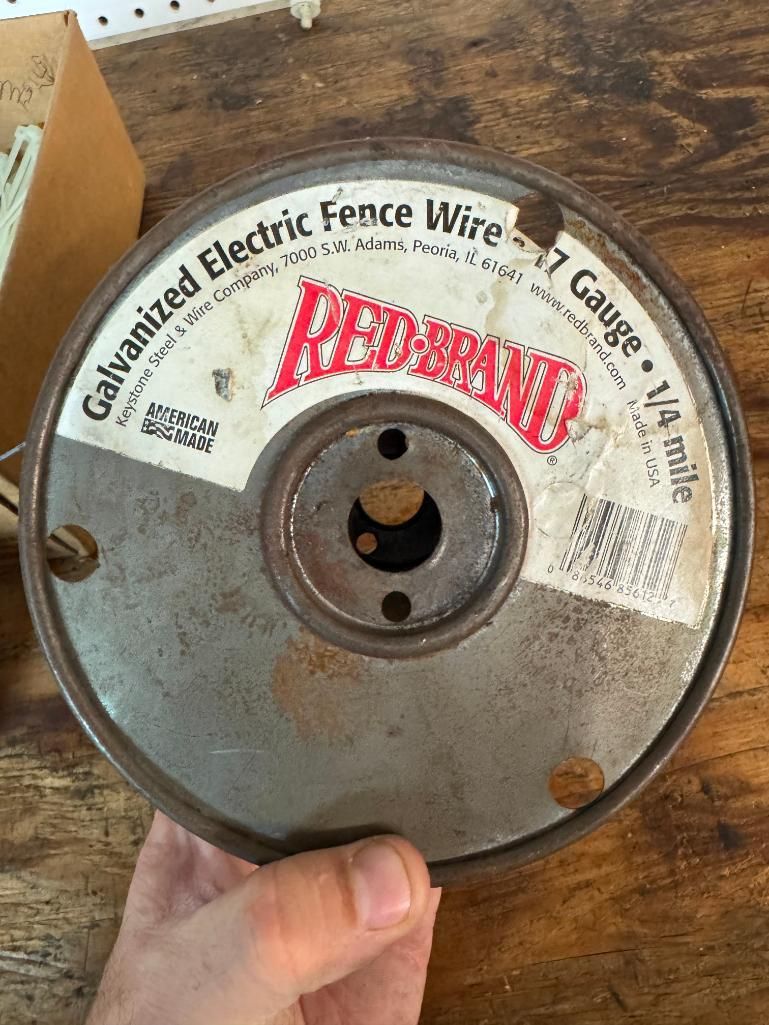 Galvanized Electric Fence Wire • 7 Gauge • 1/4 mile
Keystone Steel & Wire Company, 7000 S.W. Adams, Peoria, IL 61641 www.redbrand.com Made in USA
RED•BRAND®
AMERICAN
MADE